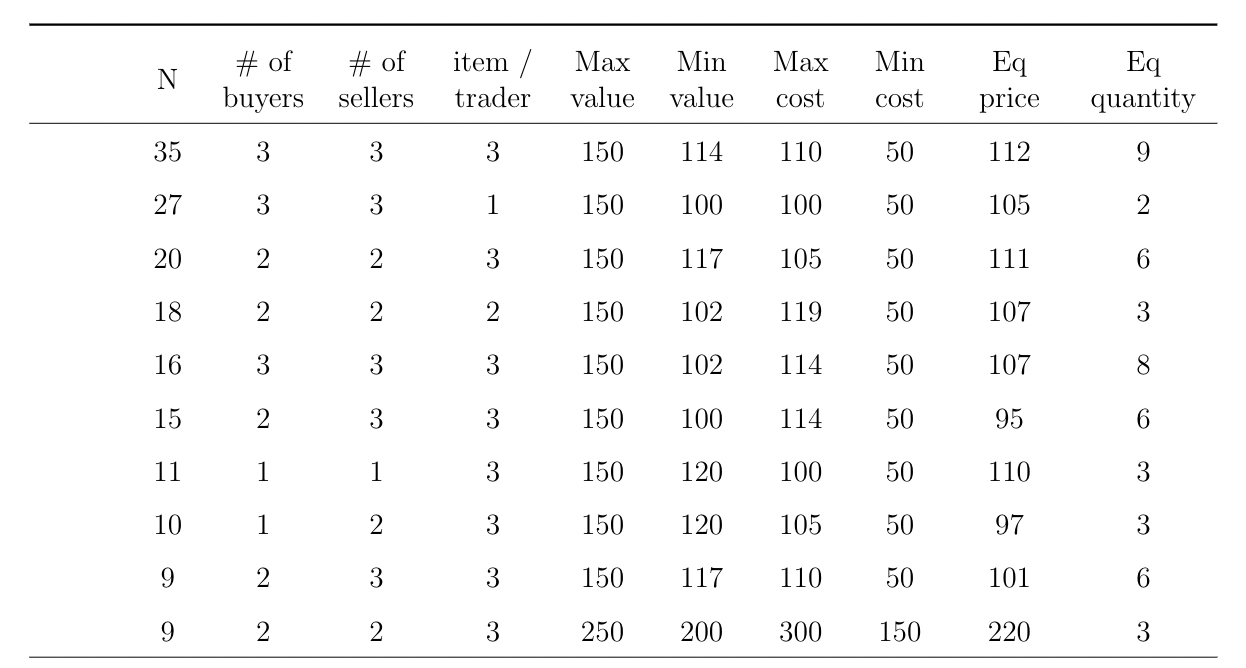 N # of buyers # of sellers item / trader Max value Min value Max cost Min cost Eq price Eq quantity
35 3 3 3 150 114 110 50 112 9
27 3 3 1 150 100 100 50 105 2
20 2 2 3 150 117 105 50 111 6
18 2 2 2 150 102 119 50 107 3
16 3 3 3 150 102 114 50 107 8
15 2 3 3 150 100 114 50 95 6
11 1 1 3 150 120 100 50 110 3
10 1 2 3 150 120 105 50 97 3
9 2 3 3 150 117 110 50 101 6
9 2 2 3 250 200 300 150 220 3